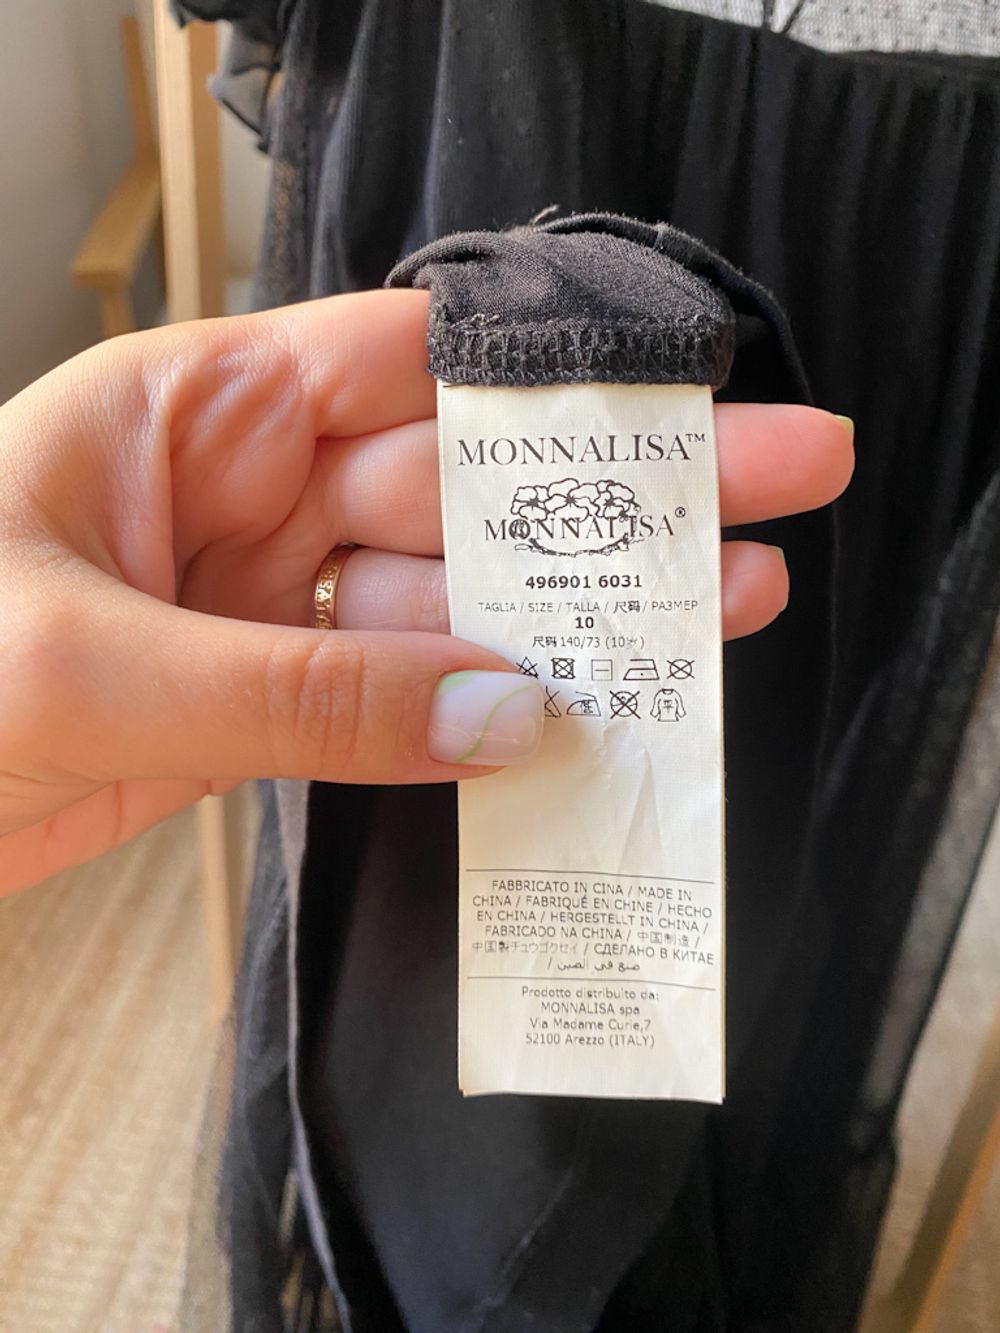 MONNALISA™
MONNALISA®
496901 6031
TAGLIA / SIZE / TALLA / 尺码 / РАЗМЕР
10
尺码 140/73 (10岁)
FABBRICATO IN CINA / MADE IN
CHINA / FABRIQUÉ EN CHINE / HECHO
EN CHINA / HERGESTELLT IN CHINA /
FABRICADO NA CHINA / 中国制造 /
中国製チュウゴクセイ / СДЕЛАНО В КИТАЕ
/ صنع في الصين
Prodotto distribuito da:
MONNALISA spa
Via Madame Curie,7
52100 Arezzo (ITALY)